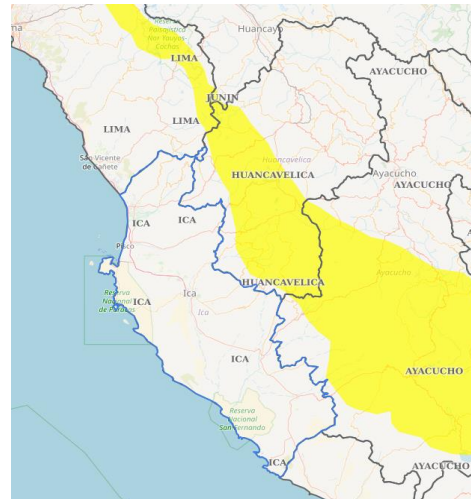 Reserva
Paisajística
Nor Yauyos
Cochas
Huancayo
LIMA
AYACUCHO
JUNIN
LIMA
LIMA
San Vicente
de Cañete
Huancavelica
HUANCAVELICA
Ayacucho
AYACUCHO
ICA
ICA
Pisco
Ayacucho
HUANCAVELICA
Reserva
Nacional
de Paracas
Ica
ICA
Ica
ICA
AYACUCHO
Reserva
Nacional
San Fernando
ICA
AYACUCHO